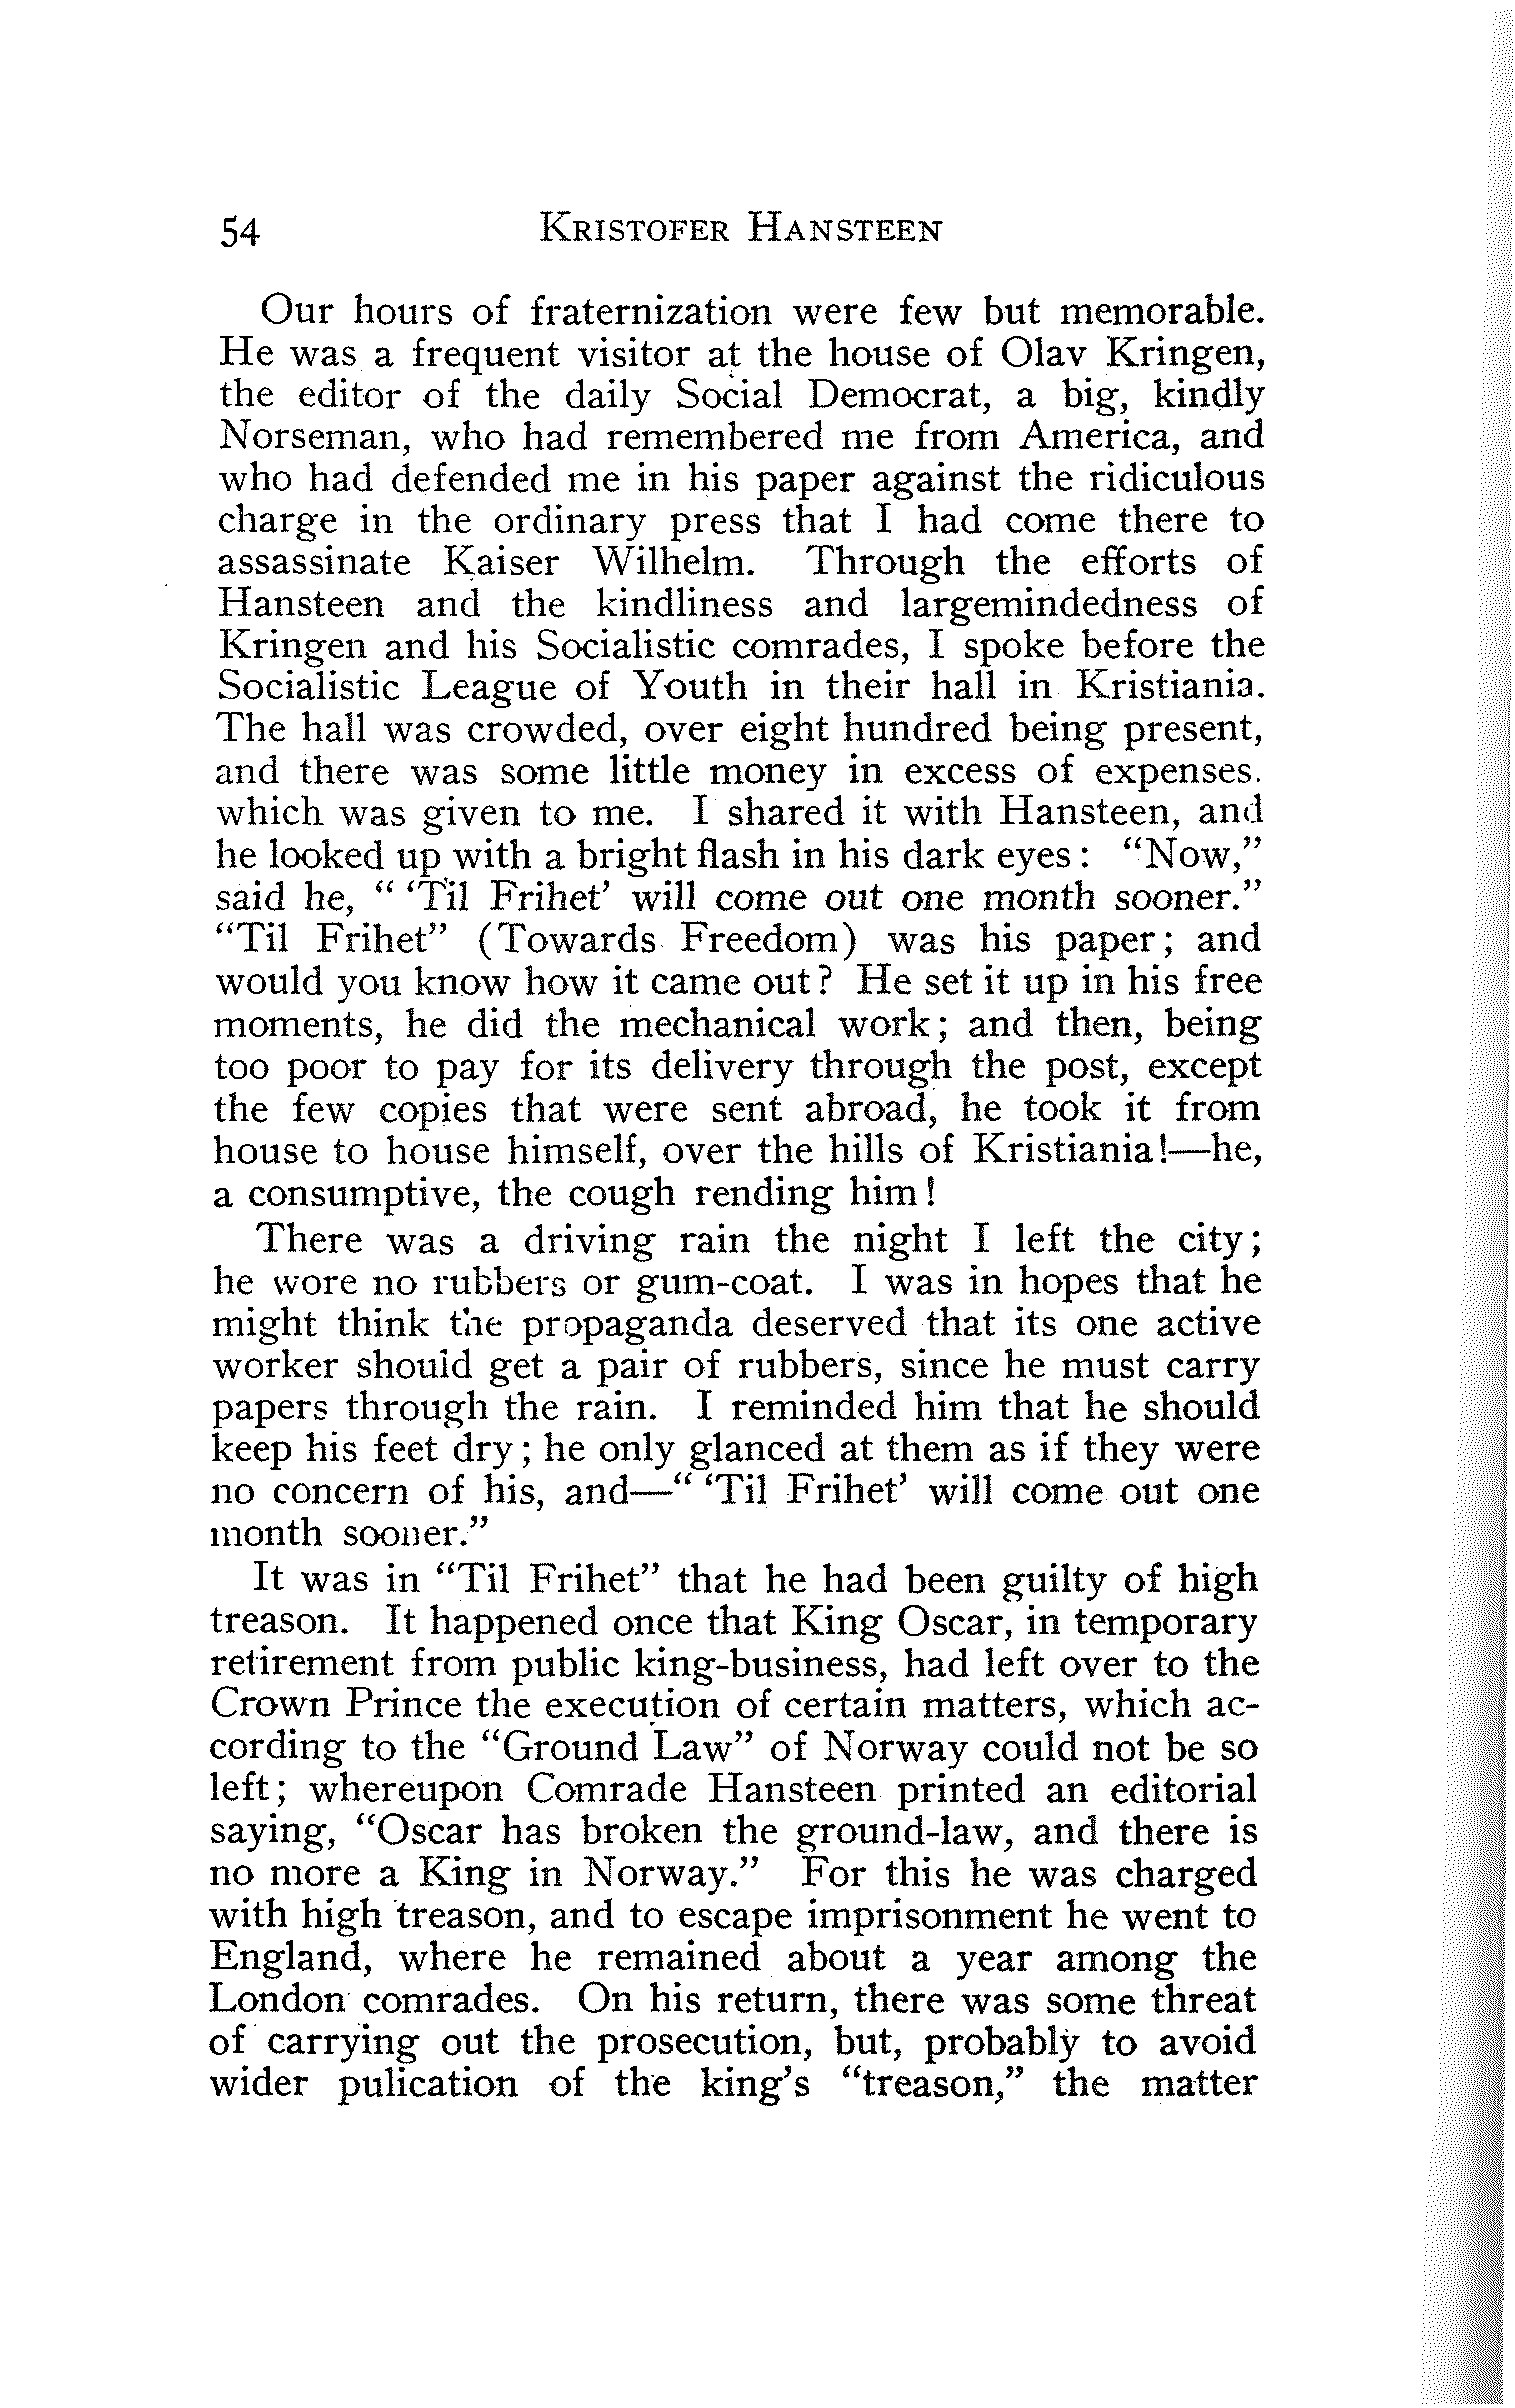 54 KRISTOFER HANSTEEN
Our hours of fraternization were few but memorable.
He was a frequent visitor at the house of Olav Kringen,
the editor of the daily Social Democrat, a big, kindly
Norseman, who had remembered me from America, and
who had defended me in his paper against the ridiculous
charge in the ordinary press that I had come there to
assassinate Kaiser Wilhelm. Through the efforts of
Hansteen and the kindliness and largemindedness of
Kringen and his Socialistic comrades, I spoke before the
Socialistic League of Youth in their hall in Kristiania.
The hall was crowded, over eight hundred being present,
and there was some little money in excess of expenses.
which was given to me. I shared it with Hansteen, and
he looked up with a bright flash in his dark eyes: “Now,”
said he, “ ‘Til Frihet’ will come out one month sooner.”
“Til Frihet” (Towards Freedom) was his paper; and
would you know how it came out? He set it up in his free
moments, he did the mechanical work; and then, being
too poor to pay for its delivery through the post, except
the few copies that were sent abroad, he took it from
house to house himself, over the hills of Kristiania!—he,
a consumptive, the cough rending him!
There was a driving rain the night I left the city;
he wore no rubbers or gum-coat. I was in hopes that he
might think the propaganda deserved that its one active
worker should get a pair of rubbers, since he must carry
papers through the rain. I reminded him that he should
keep his feet dry; he only glanced at them as if they were
no concern of his, and—“ ‘Til Frihet’ will come out one
month sooner.”
It was in “Til Frihet” that he had been guilty of high
treason. It happened once that King Oscar, in temporary
retirement from public king-business, had left over to the
Crown Prince the execution of certain matters, which ac-
cording to the “Ground Law” of Norway could not be so
left; whereupon Comrade Hansteen printed an editorial
saying, “Oscar has broken the ground-law, and there is
no more a King in Norway.” For this he was charged
with high treason, and to escape imprisonment he went to
England, where he remained about a year among the
London comrades. On his return, there was some threat
of carrying out the prosecution, but, probably to avoid
wider pulication of the king’s “treason,” the matter